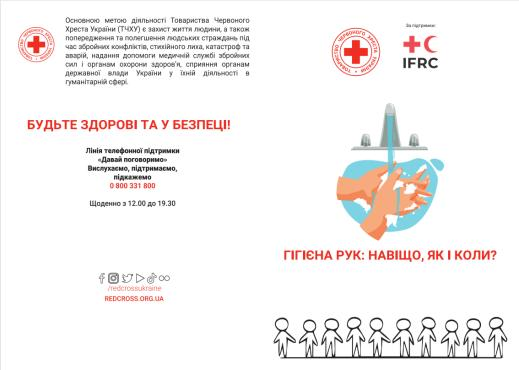 Основною метою діяльності Товариства Червоного
Хреста України (ТЧХУ) є захист життя людини, а також
попередження та полегшення людських страждань під
час збройних конфліктів, стихійного лиха, катастроф та
аварій, надання допомоги медичній службі збройних
сил і органам охорони здоров'я, сприяння органам
державної влади України у їхній діяльності в
гуманітарній сфері.
БУДЬТЕ ЗДОРОВІ ТА У БЕЗПЕЦІ!
Лінія телефонної підтримки
«Давай поговоримо»
Вислухаємо, підтримаємо,
підкажемо
0 800 331 800
Щоденно з 12.00 до 19.30
/redcrossukraine
REDCROSS.ORG.UA
ТОВАРИСТВО ЧЕРВОНОГО ХРЕСТА УКРАЇНИ
За підтримки:
IFRC
ГІГІЄНА РУК: НАВІЩО, ЯК І КОЛИ?